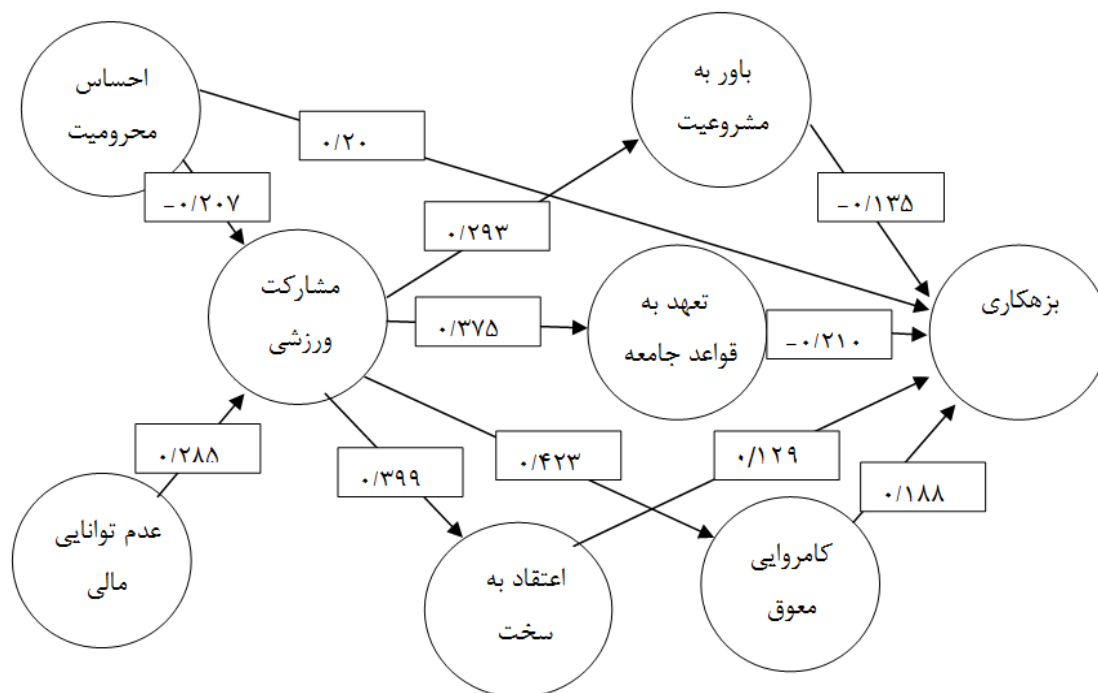 احساس
محرومیت
باور به
مشروعیت
۰/۲۰
-۰/۲۰۷
۰/۲۹۳
-۰/۱۳۵
مشارکت
ورزشی
۰/۳۷۵
تعهد به
قواعد جامعه
-۰/۲۱۰
بزهکاری
۰/۲۸۵
۰/۳۹۹
۰/۴۲۳
۰/۱۲۹
۰/۱۸۸
عدم توانایی
مالی
اعتقاد به
سخت
کامروایی
معوق